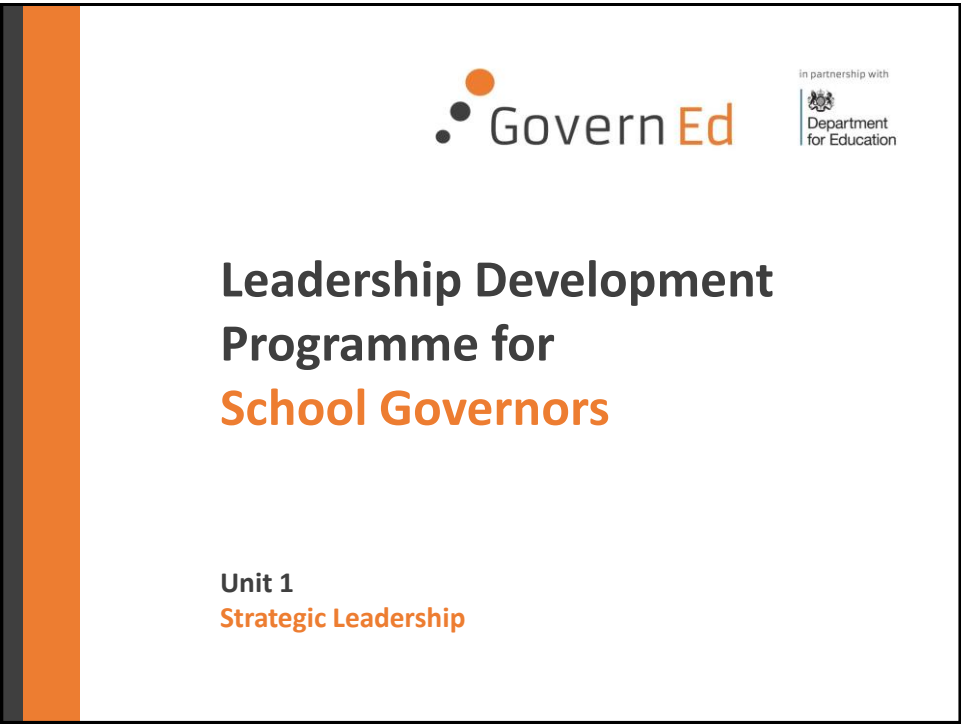 in partnership with
GovernEd
Department
for Education
Leadership Development
Programme for
School Governors
Unit 1
Strategic Leadership